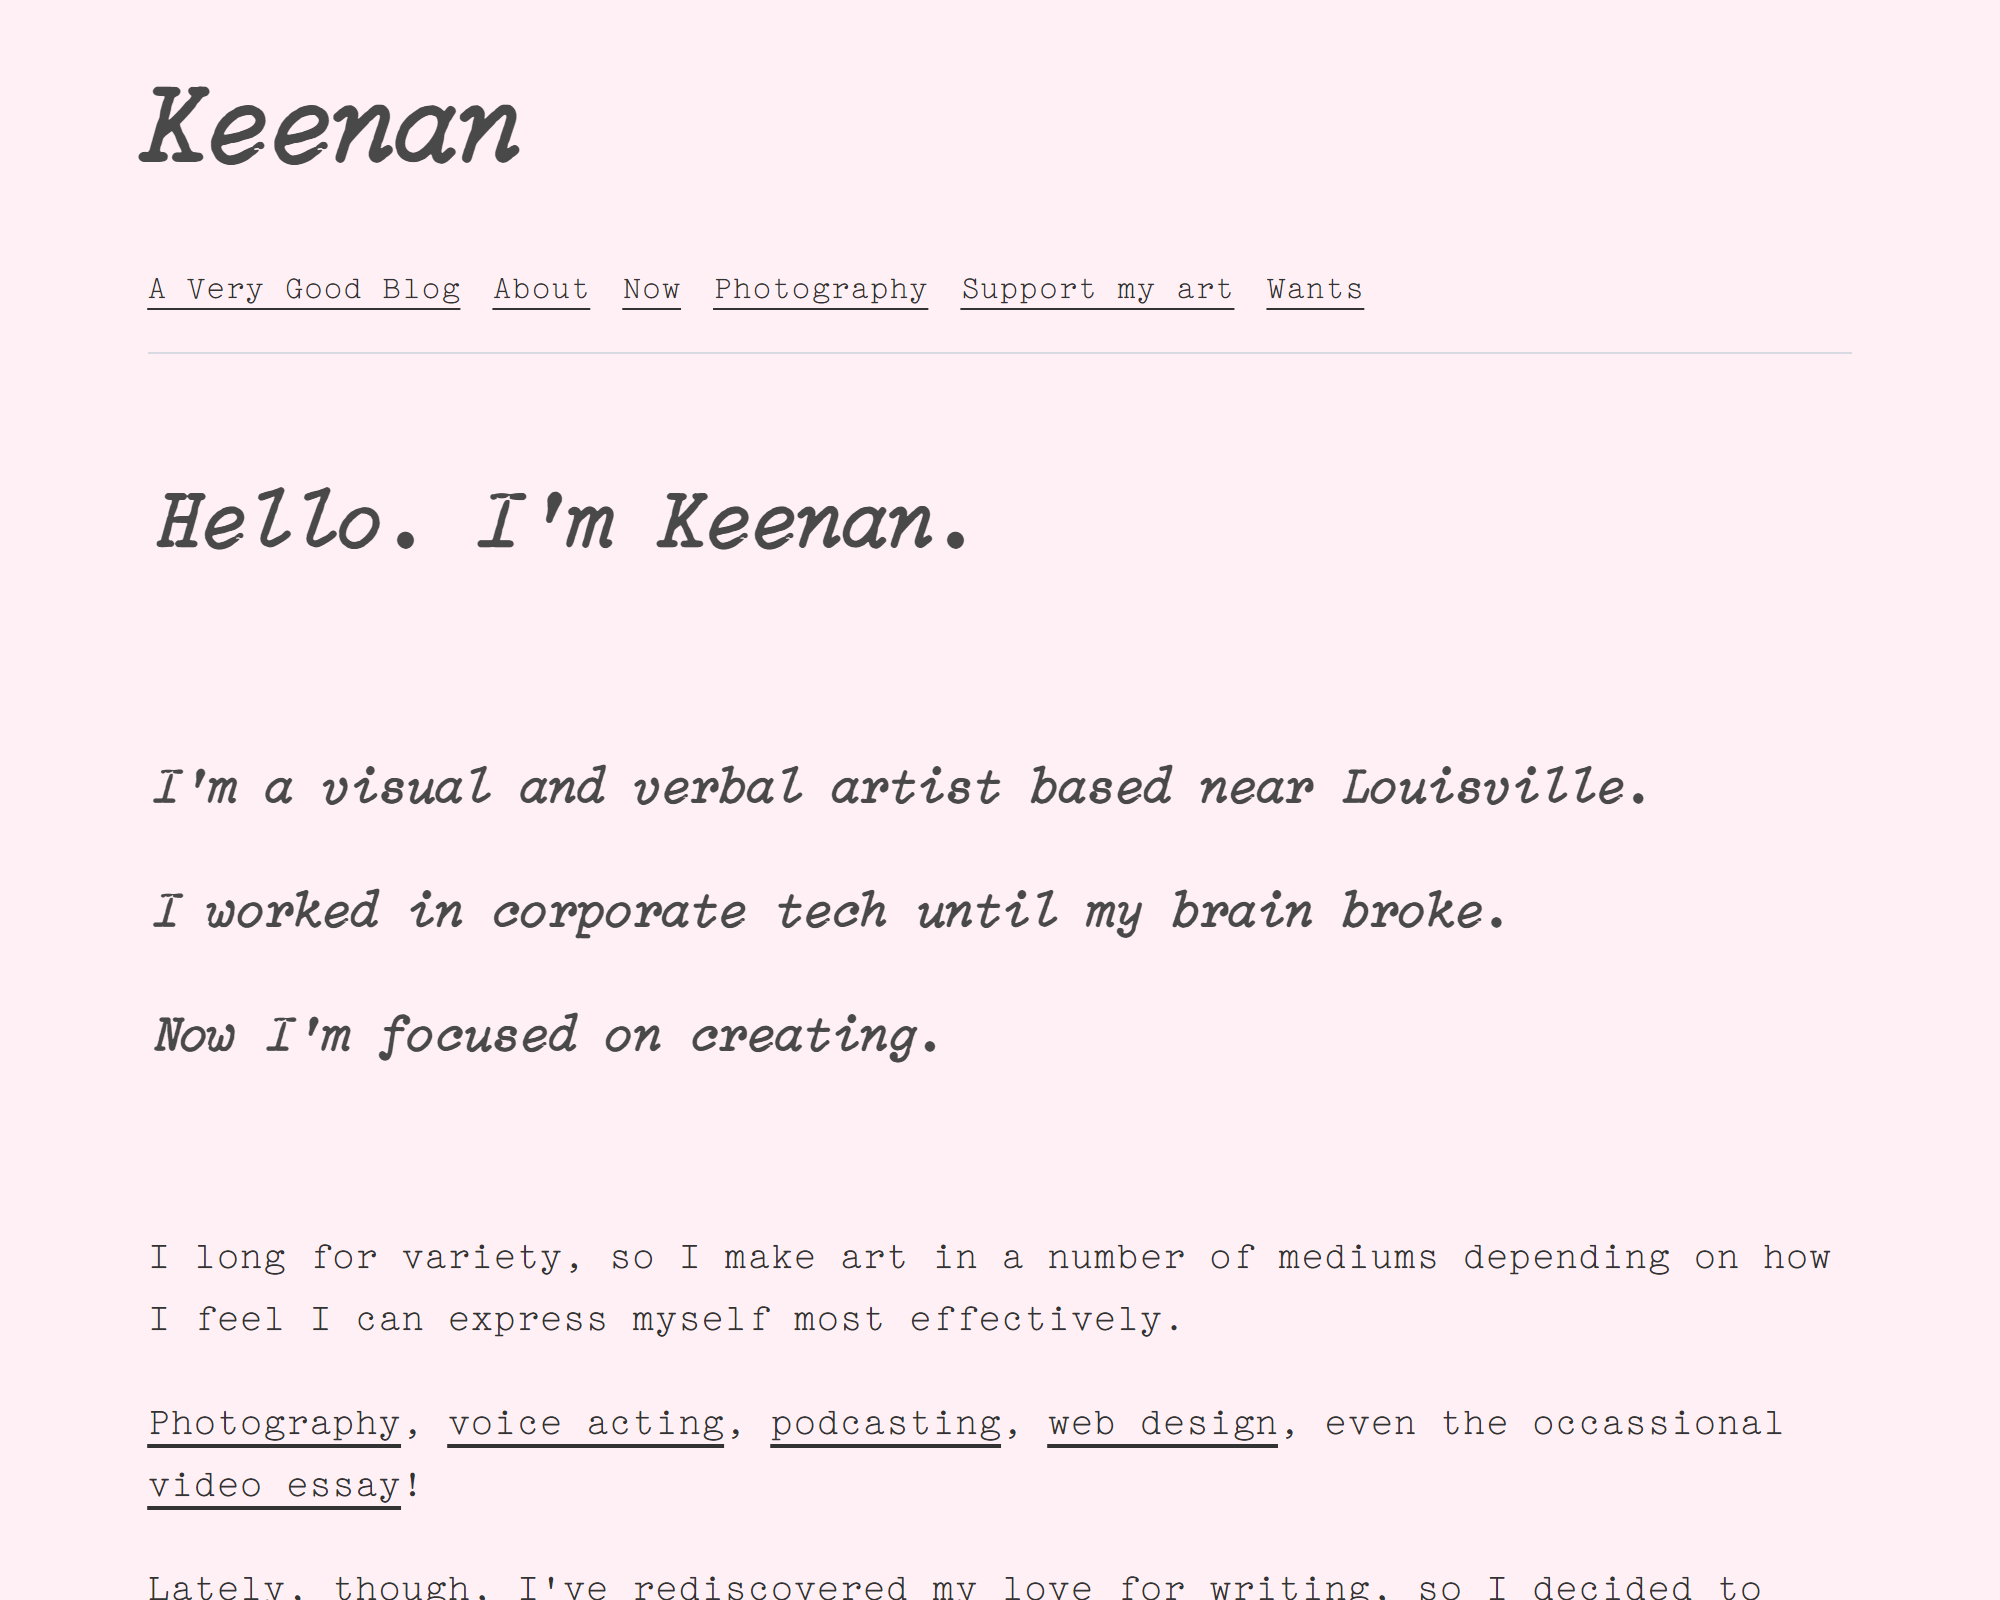 Keenan
A Very Good Blog About Now Photography Support my art Wants
Hello. I'm Keenan.
I'm a visual and verbal artist based near Louisville.
I worked in corporate tech until my brain broke.
Now I'm focused on creating.
I long for variety, so I make art in a number of mediums depending on how
I feel I can express myself most effectively.
Photography, voice acting, podcasting, web design, even the occassional
video essay!
Lately, though, I've rediscovered my love for writing, so I decided to